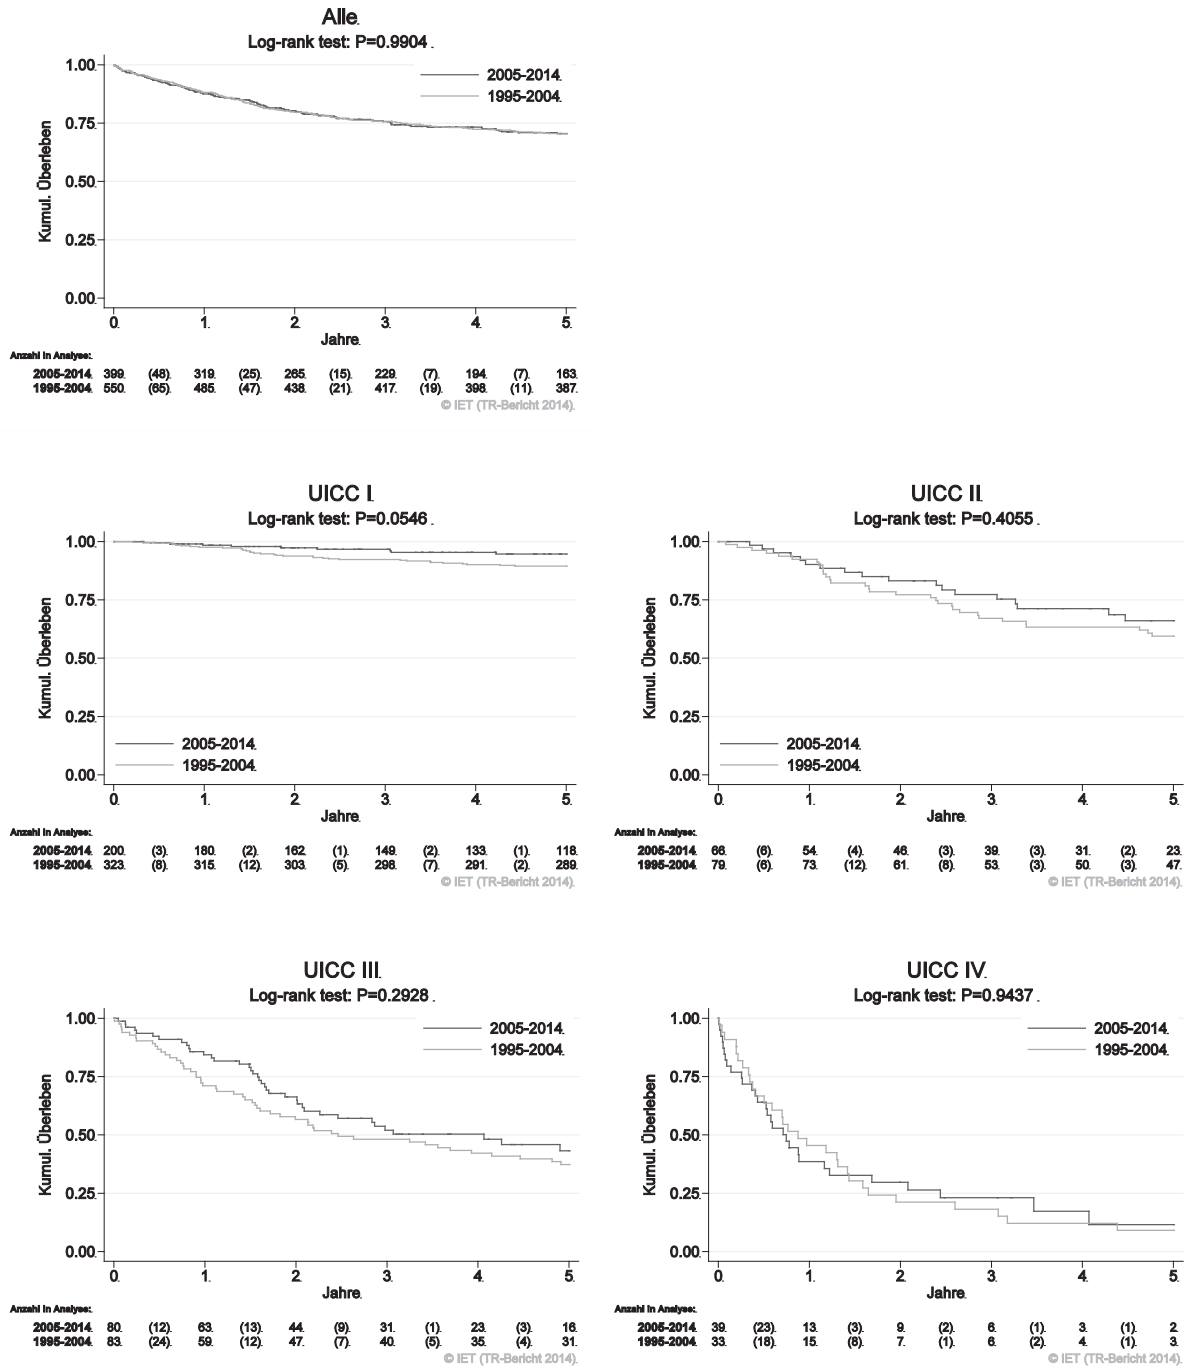 Alle
Log-rank test: P=0.9904
1.00
0.75
0.50
0.25
0.00
Kumul. Überleben
2005-2014
1995-2004
0 1 2 3 4 5
Jahre
Anzahl in Analyse:
2005-2014 399 (48) 319 (25) 265 (15) 229 (7) 194 (7) 163
1995-2004 550 (65) 485 (47) 438 (21) 417 (19) 398 (11) 387
© IET (TR-Bericht 2014)
UICC I
Log-rank test: P=0.0546
1.00
0.75
0.50
0.25
0.00
Kumul. Überleben
2005-2014
1995-2004
0 1 2 3 4 5
Jahre
Anzahl in Analyse:
2005-2014 200 (3) 180 (2) 162 (1) 149 (2) 133 (1) 118
1995-2004 323 (8) 315 (12) 303 (5) 298 (7) 291 (2) 289
© IET (TR-Bericht 2014)
UICC II
Log-rank test: P=0.4055
1.00
0.75
0.50
0.25
0.00
Kumul. Überleben
2005-2014
1995-2004
0 1 2 3 4 5
Jahre
Anzahl in Analyse:
2005-2014 66 (6) 54 (4) 46 (3) 39 (3) 31 (2) 23
1995-2004 79 (6) 73 (12) 61 (8) 53 (3) 50 (3) 47
© IET (TR-Bericht 2014)
UICC III
Log-rank test: P=0.2928
1.00
0.75
0.50
0.25
0.00
Kumul. Überleben
2005-2014
1995-2004
0 1 2 3 4 5
Jahre
Anzahl in Analyse:
2005-2014 80 (12) 63 (13) 44 (9) 31 (1) 23 (3) 16
1995-2004 83 (24) 59 (12) 47 (7) 40 (5) 35 (4) 31
© IET (TR-Bericht 2014)
UICC IV
Log-rank test: P=0.9437
1.00
0.75
0.50
0.25
0.00
Kumul. Überleben
2005-2014
1995-2004
0 1 2 3 4 5
Jahre
Anzahl in Analyse:
2005-2014 39 (23) 13 (3) 9 (2) 6 (1) 3 (1) 2
1995-2004 33 (18) 15 (8) 7 (1) 6 (2) 4 (1) 3
© IET (TR-Bericht 2014)